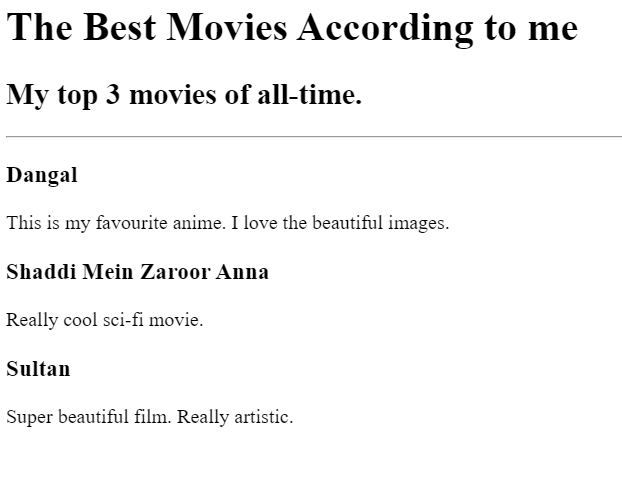 The Best Movies According to me
My top 3 movies of all-time.
Dangal
This is my favourite anime. I love the beautiful images.
Shaddi Mein Zaroor Anna
Really cool sci-fi movie.
Sultan
Super beautiful film. Really artistic.